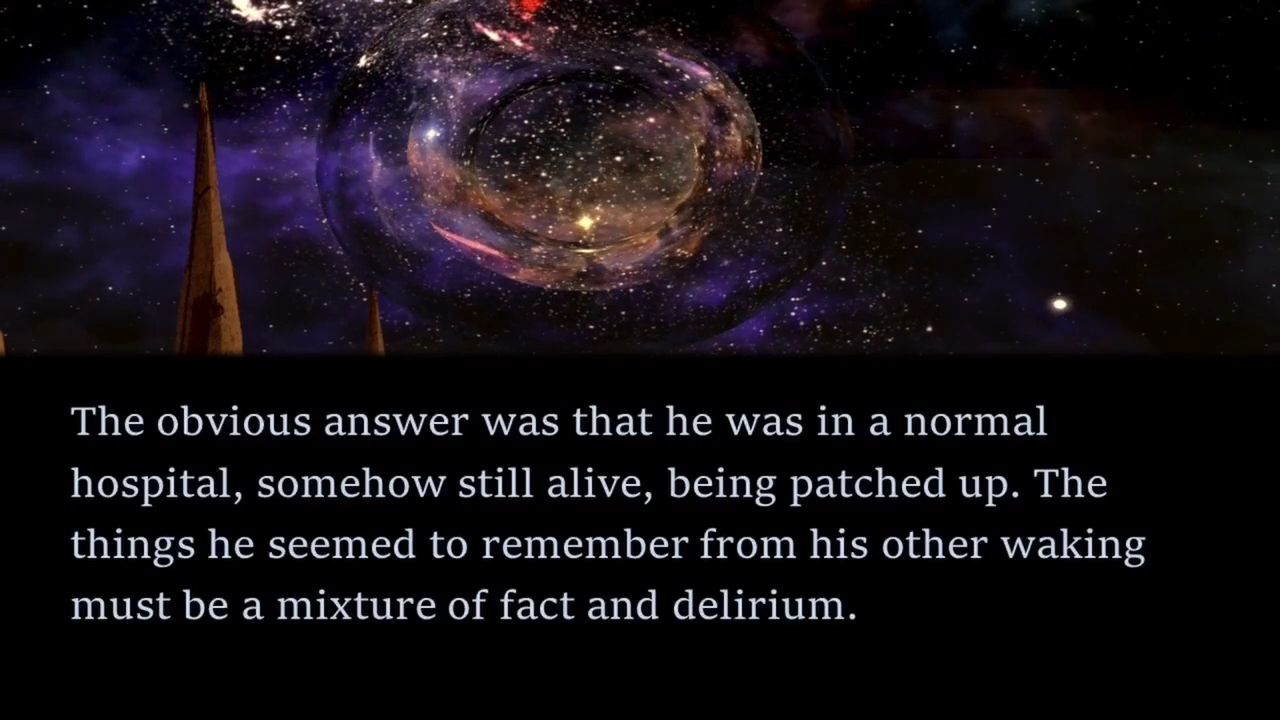 The obvious answer was that he was in a normal
hospital, somehow still alive, being patched up. The
things he seemed to remember from his other waking
must be a mixture of fact and delirium.